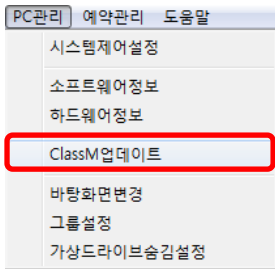 PC관리 예약관리 도움말
시스템제어설정
소프트웨어정보
하드웨어정보
ClassM업데이트
바탕화면변경
그룹설정
가상드라이브숨김설정